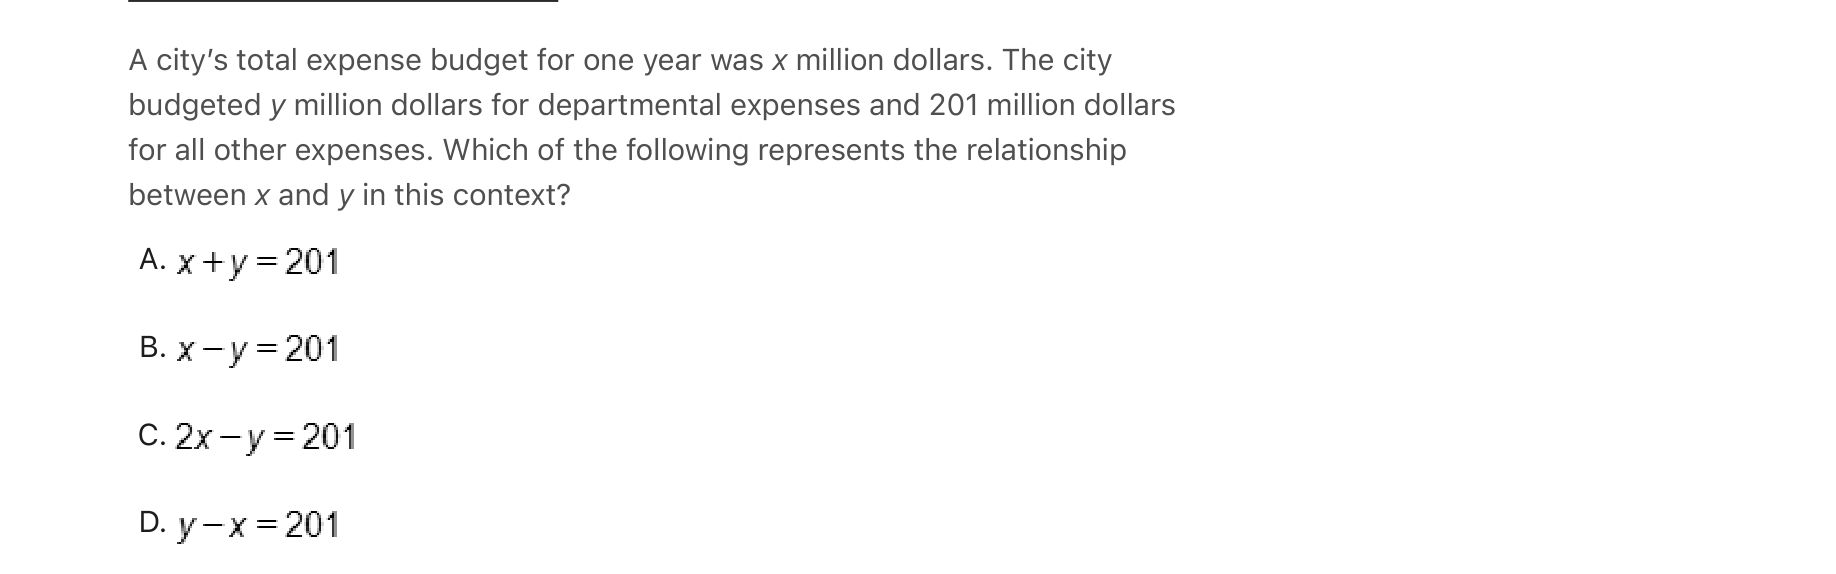 A city's total expense budget for one year was x million dollars. The city
budgeted y million dollars for departmental expenses and 201 million dollars
for all other expenses. Which of the following represents the relationship
between x and y in this context?
A. x + y = 201
B. x − y = 201
C. 2x − y = 201
D. y − x = 201